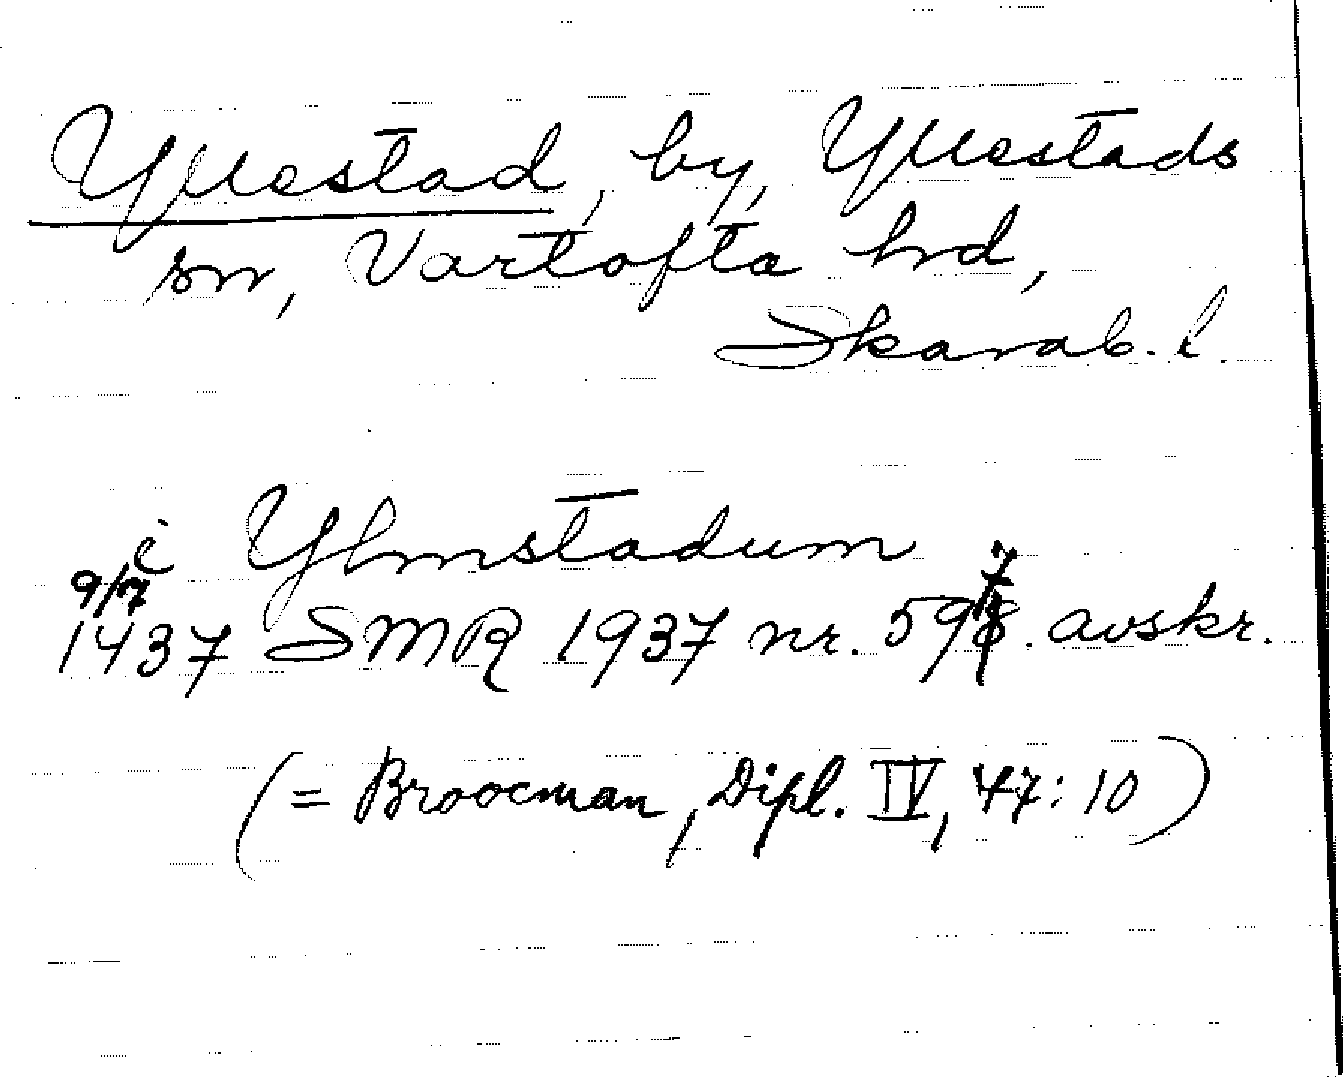 Yllestad, by, Yllestads
sn, Vartofta hd,
Skarab. l.
i Ylmstadum
9/7
1437 SMR 1937 nr. 597. avskr.
(= Broocman, Dipl. IV, 47:10)